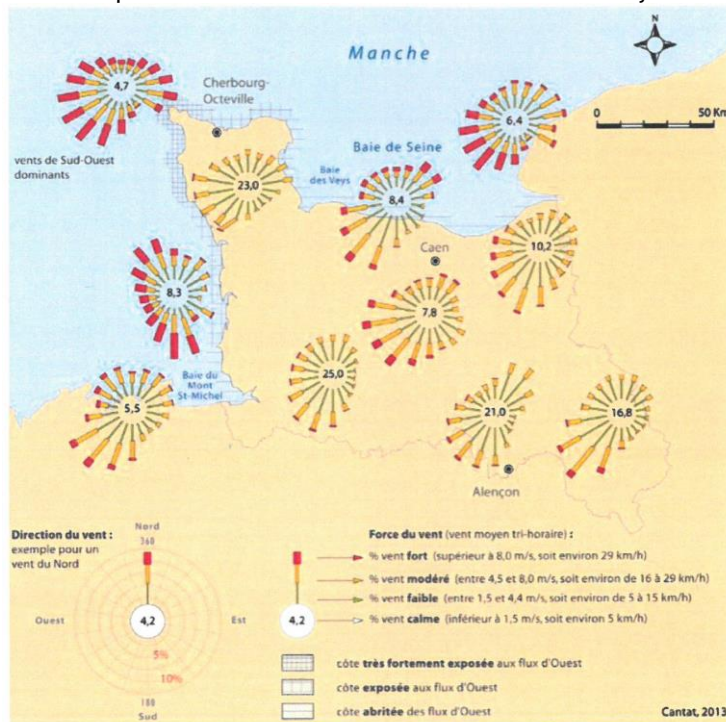 N
Manche
0 50 Km
4,7
Cherbourg-
Octeville
6,4
Baie de Seine
vents de Sud-Ouest
dominants
23,0
Baie
des Veys
8,4
Caen
10,2
8,3
7,8
25,0
Baie du
Mont
St-Michel
5,5
21,0
16,8
Alençon
Direction du vent :
exemple pour un
vent du Nord
Nord
360
Ouest
4,2
Est
5%
10%
180
Sud
Force du vent (vent moyen tri-horaire) :
% vent fort (supérieur à 8,0 m/s, soit environ 29 km/h)
% vent modéré (entre 4,5 et 8,0 m/s, soit environ de 16 à 29 km/h)
% vent faible (entre 1,5 et 4,4 m/s, soit environ de 5 à 15 km/h)
4,2
% vent calme (inférieur à 1,5 m/s, soit environ 5 km/h)
côte très fortement exposée aux flux d'Ouest
côte exposée aux flux d'Ouest
côte abritée des flux d'Ouest
Cantat, 2013